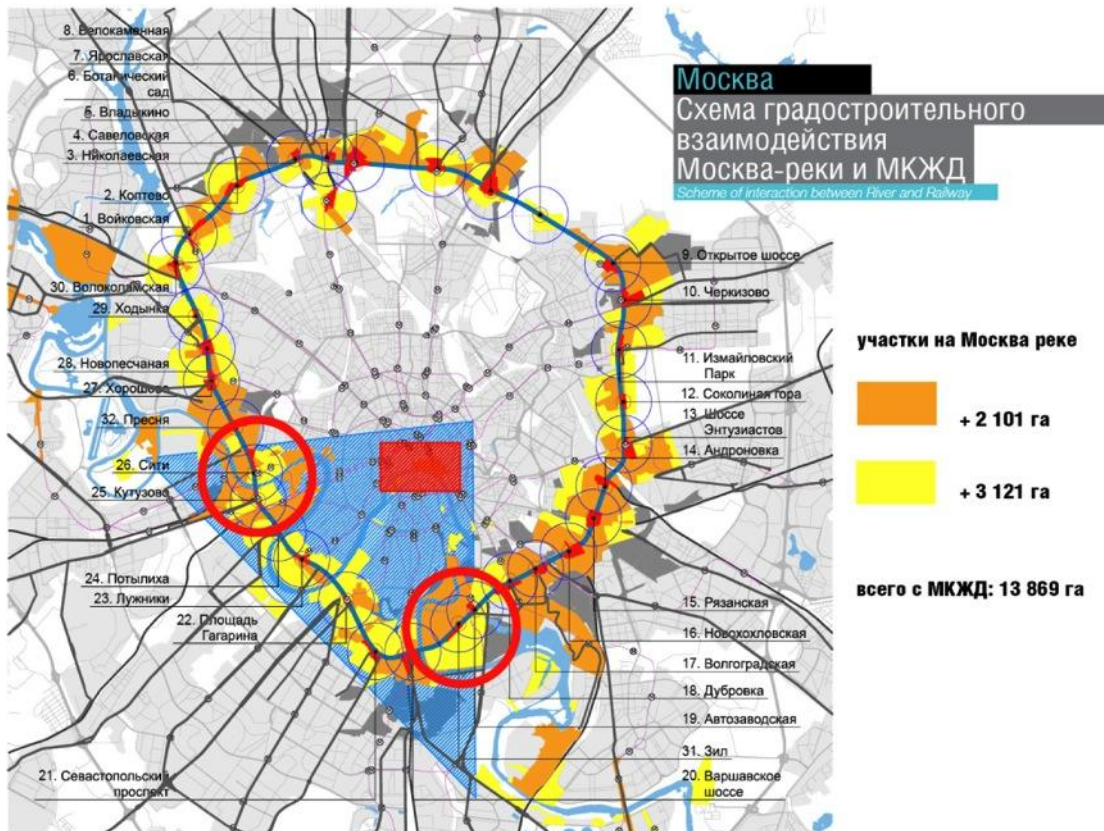 8. Велокаменная
7. Ярославская
6. Ботанический
сад
5. Владыкино
4. Савеловская
3. Николаевская
2. Коптево
1. Войковская
30. Волоколамская
29. Ходынка
28. Новопесчаная
27. Хорошово
32. Пресня
26. Сити
25. Кутузово
24. Потылиха
23. Лужники
22. Площадь
Гагарина
21. Севастопольский
проспект
Москва
Схема градостроительного
взаимодействия
Москва-реки и МКЖД
Scheme of interaction between River and Railway
9. Открытое шоссе
10. Черкизово
11. Измайловский
Парк
12. Соколиная гора
13. Шоссе
Энтузиастов
14. Андроновка
15. Рязанская
16. Новохохловская
17. Волгоградская
18. Дубровка
19. Автозаводская
31. Зил
20. Варшавское
шоссе
участки на Москва реке
+ 2 101 га
+ 3 121 га
всего с МКЖД: 13 869 га